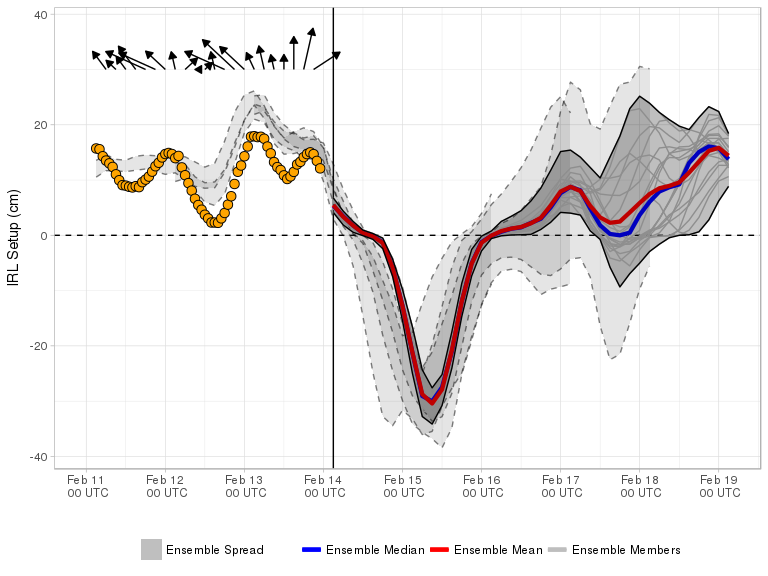 40
20
0
-20
-40
IRL Setup (cm)
Feb 11 Feb 12 Feb 13 Feb 14 Feb 15 Feb 16 Feb 17 Feb 18 Feb 19
00 UTC 00 UTC 00 UTC 00 UTC 00 UTC 00 UTC 00 UTC 00 UTC 00 UTC
Ensemble Spread Ensemble Median Ensemble Mean Ensemble Members